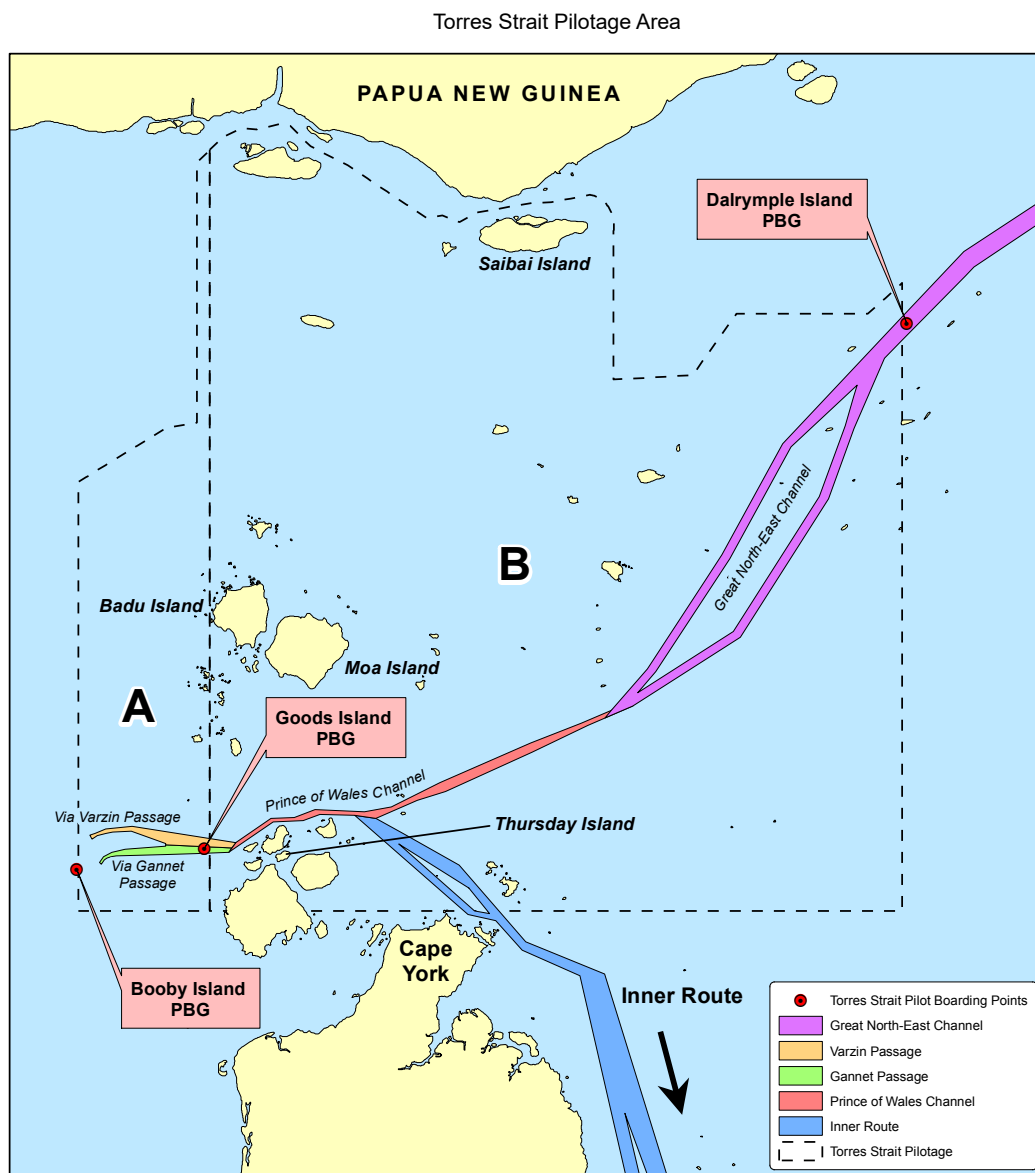 Torres Strait Pilotage Area
PAPUA NEW GUINEA
Dalrymple Island
PBG
Saibai Island
Great North-East Channel
B
Badu Island
Moa Island
A
Goods Island
PBG
Prince of Wales Channel
Via Varzin Passage
Thursday Island
Via Gannet
Passage
Cape
York
Booby Island
PBG
Inner Route
Torres Strait Pilot Boarding Points
Great North-East Channel
Varzin Passage
Gannet Passage
Prince of Wales Channel
Inner Route
Torres Strait Pilotage